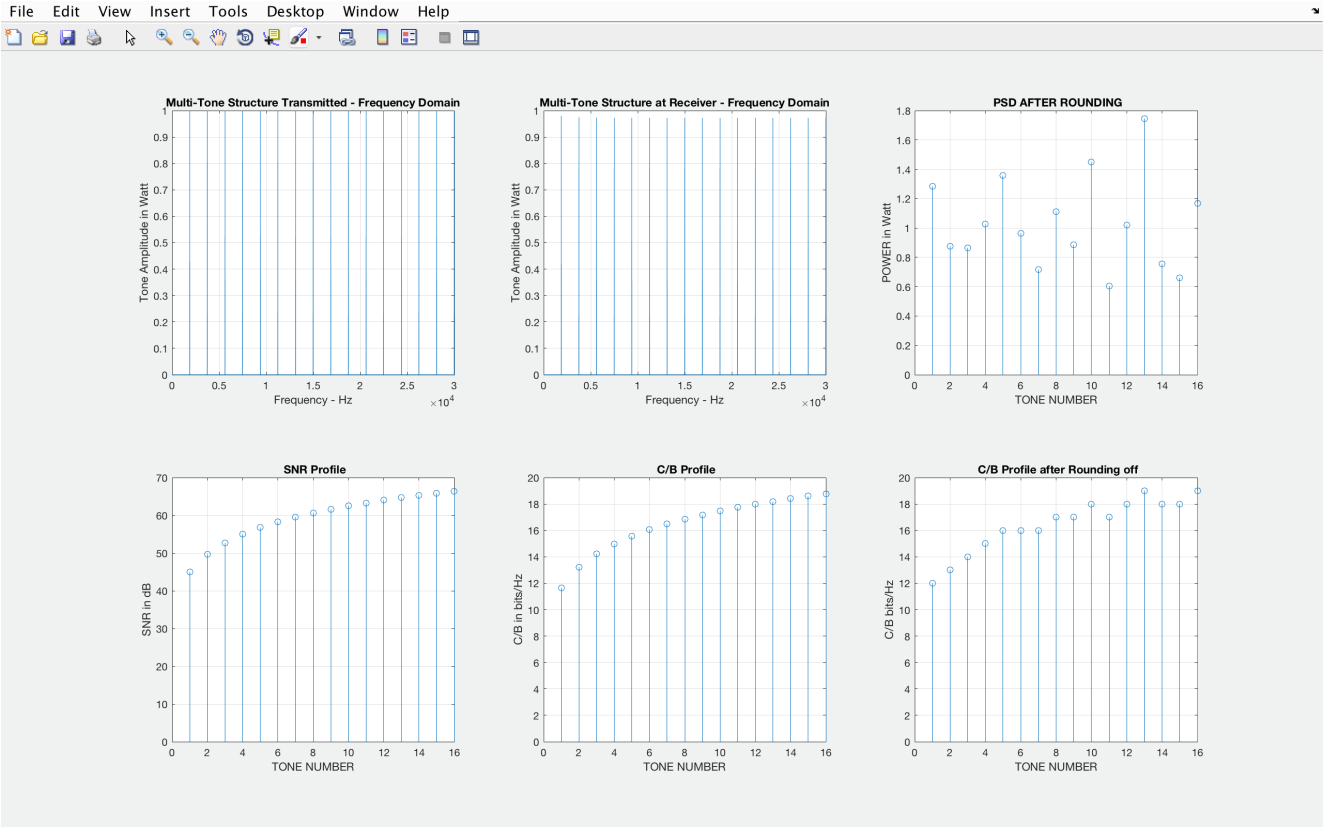 File Edit View Insert Tools Desktop Window Help
Multi-Tone Structure Transmitted - Frequency Domain
1
0.9
0.8
0.7
0.6
0.5
0.4
0.3
0.2
0.1
0
Tone Amplitude in Watt
0 0.5 1 1.5 2 2.5 3
Frequency - Hz
×10^4
Multi-Tone Structure at Receiver - Frequency Domain
1
0.9
0.8
0.7
0.6
0.5
0.4
0.3
0.2
0.1
0
Tone Amplitude in Watt
0 0.5 1 1.5 2 2.5 3
Frequency - Hz
×10^4
PSD AFTER ROUNDING
1.8
1.6
1.4
1.2
1
0.8
0.6
0.4
0.2
0
POWER in Watt
0 2 4 6 8 10 12 14 16
TONE NUMBER
SNR Profile
70
60
50
40
30
20
10
0
SNR in dB
0 2 4 6 8 10 12 14 16
TONE NUMBER
C/B Profile
20
18
16
14
12
10
8
6
4
2
0
C/B in bits/Hz
0 2 4 6 8 10 12 14 16
TONE NUMBER
C/B Profile after Rounding off
20
18
16
14
12
10
8
6
4
2
0
C/B bits/Hz
0 2 4 6 8 10 12 14 16
TONE NUMBER